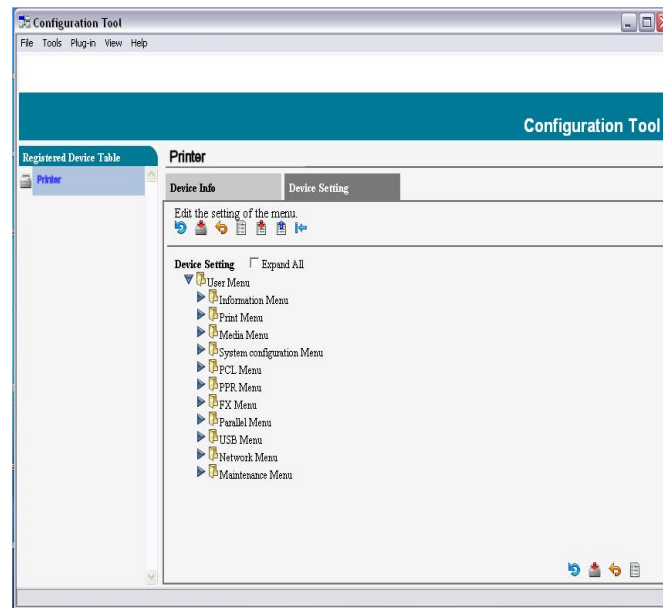 Configuration Tool
File Tools Plug-in View Help
Configuration Tool
Registered Device Table
Printer
Printer
Device Info
Device Setting
Edit the setting of the menu.
Device Setting Expand All
User Menu
Information Menu
Print Menu
Media Menu
System configuration Menu
PCL Menu
PPR Menu
FX Menu
Parallel Menu
USB Menu
Network Menu
Maintenance Menu